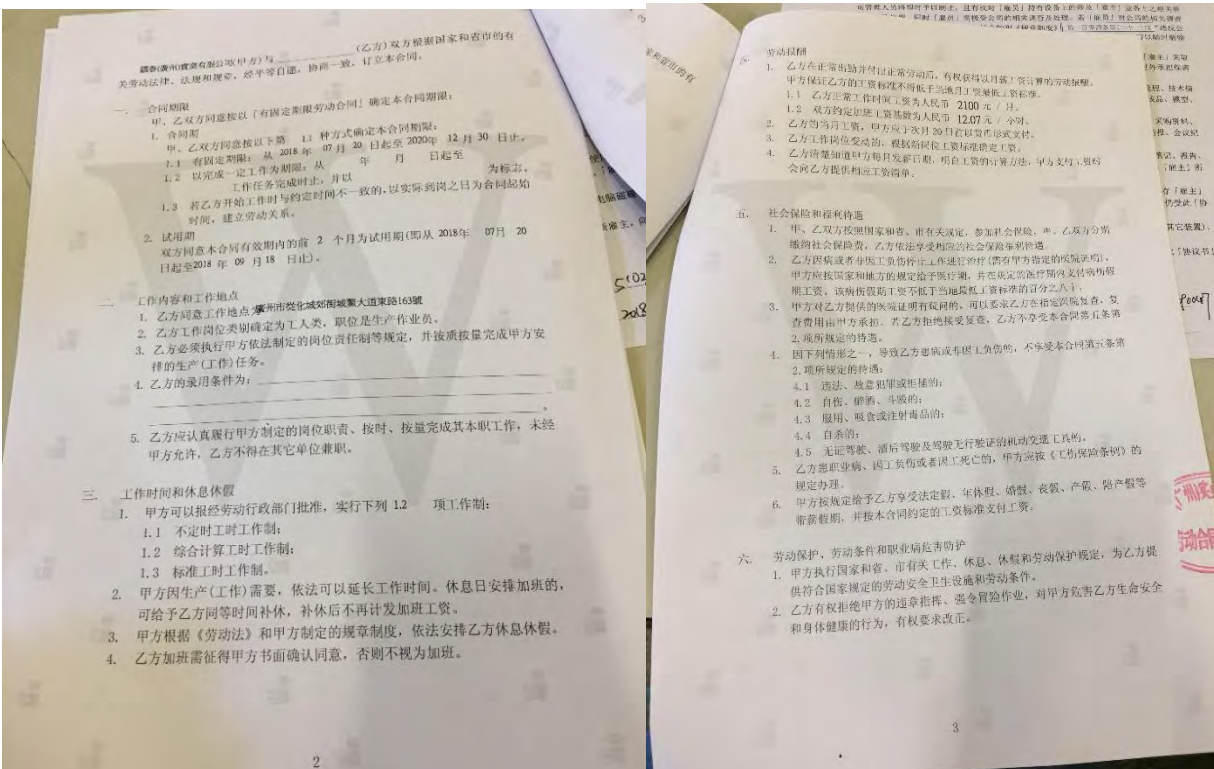 鎮泰(廣州)實業有限公司(甲方)与 (乙方)双方根据国家和省市的有
关劳动法律、法规和规章，经平等自愿，协商一致，订立本合同。
一. 合同期限
甲、乙双方同意按以「有固定期限劳动合同」确定本合同期限：
1. 合同期
甲、乙双方同意按以下第 11 种方式确定本合同期限：
1.1 有固定期限：从 2018 年 07 月 20 日起至 2020年 12 月 30 日止。
1.2 以完成一定工作为期限：从 年 月 日起至
工作任务完成时止，并以 为标志。
1.3 若乙方开始工作时与约定时间不一致的，以实际到岗之日为合同起始
时间，建立劳动关系。
2. 试用期
双方同意本合同有效期内的前 2 个月为试用期(即从 2018年 07月 20
日起至2018 年 09 月18 日止)。
二. 工作内容和工作地点
1. 乙方同意工作地点为廣州市從化城郊街城鰲大道東路163號
2. 乙方工作岗位类别确定为工人类，职位是生产作业员。
3. 乙方必须执行甲方依法制定的岗位责任制等规定，并按质按量完成甲方安
排的生产(工作)任务。
4. 乙方的录用条件为：
。
5. 乙方应认真履行甲方制定的岗位职责、按时、按量完成其本职工作，未经
甲方允许，乙方不得在其它单位兼职。
三. 工作时间和休息休假
1. 甲方可以报经劳动行政部门批准，实行下列 1.2 项工作制：
1.1 不定时工时工作制；
1.2 综合计算工时工作制；
1.3 标准工时工作制。
2. 甲方因生产(工作)需要，依法可以延长工作时间。休息日安排加班的，
可给予乙方同等时间补休，补休后不再计发加班工资。
3. 甲方根据《劳动法》和甲方制定的规章制度，依法安排乙方休息休假。
4. 乙方加班需征得甲方书面确认同意，否则不视为加班。
2
5102
2018
四. 劳动报酬
1. 乙方在正常出勤并付出正常劳动后，有权获得以月薪工资计算的劳动报酬。
甲方保证乙方的工资标准不得低于当地月工资最低工资标准。
1.1 乙方正常工作时间工资为人民币 2100 元 / 月。
1.2 双方约定加班工资基数为人民币 12.07 元 / 小时。
2. 乙方的当月工资，甲方应于次月20日前以货币形式支付。
3. 乙方工作岗位变动的，根据新岗位工资标准确定工资。
4. 乙方清楚知道甲方每月发薪日期，明白工资的计算方法，甲方支付工资时
会向乙方提供相应工资清单。
五. 社会保险和福利待遇
1. 甲、乙双方按照国家和省、市有关规定，参加社会保险，甲、乙双方分别
缴纳社会保险费，乙方依法享受相应的社会保险福利待遇。
2. 乙方因病或者非因工负伤停止工作进行治疗(需有甲方指定的医院证明)，
甲方应按国家和地方的规定给予医疗期，并在规定的医疗期内支付病伤假
期工资。该病伤假期工资不低于当地最低工资标准的百分之八十。
3. 甲方对乙方提供的医院证明有疑问的，可以要求乙方在指定医院复查，复
查费用由甲方承担。若乙方拒绝接受复查，乙方不享受本合同第五条第
2.项所规定的待遇。
4. 因下列情形之一，导致乙方患病或非因工负伤的，不享受本合同第五条第
2.项所规定的待遇：
4.1 违法、故意犯罪或拒捕的；
4.2 自伤、醉酒、斗殴的；
4.3 服用、吸食或注射毒品的；
4.4 自杀的；
4.5 无证驾驶、酒后驾驶及驾驶无行驶证的机动交通工具的。
5. 乙方患职业病、因工负伤或者因工死亡的，甲方应按《工伤保险条例》的
规定办理。
6. 甲方按规定给予乙方享受法定假、年休假、婚假、丧假、产假、陪产假等
带薪假期，并按本合同约定的工资标准支付工资。
六. 劳动保护、劳动条件和职业病危害防护
1. 甲方执行国家和省、市有关工作、休息、休假和劳动保护规定，为乙方提
供符合国家规定的劳动安全卫生设施和劳动条件。
2. 乙方有权拒绝甲方的违章指挥、强令冒险作业，对甲方危害乙方生命安全
和身体健康的行为，有权要求改正。
3